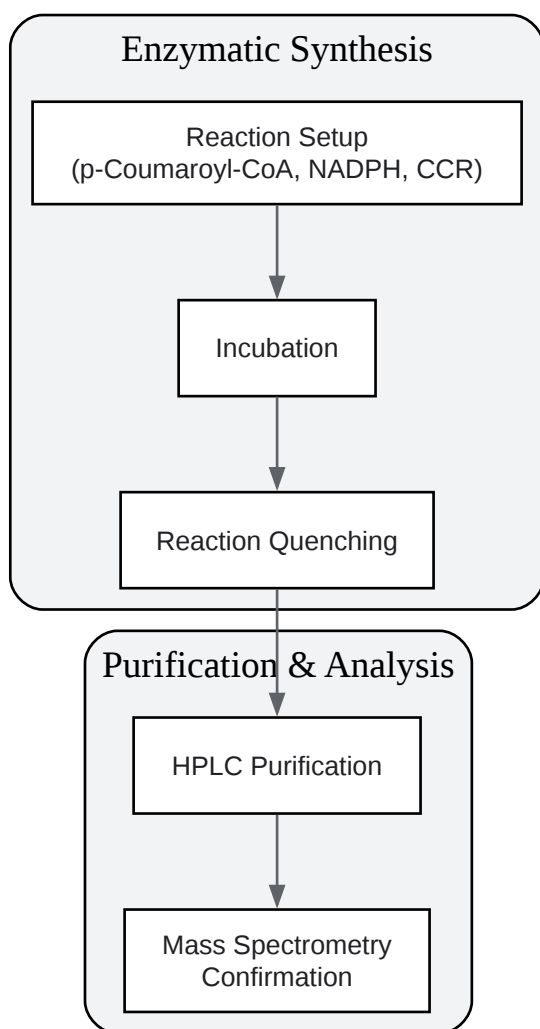 Enzymatic Synthesis
Reaction Setup
(p-Coumaroyl-CoA, NADPH, CCR)
Incubation
Reaction Quenching
Purification & Analysis
HPLC Purification
Mass Spectrometry
Confirmation